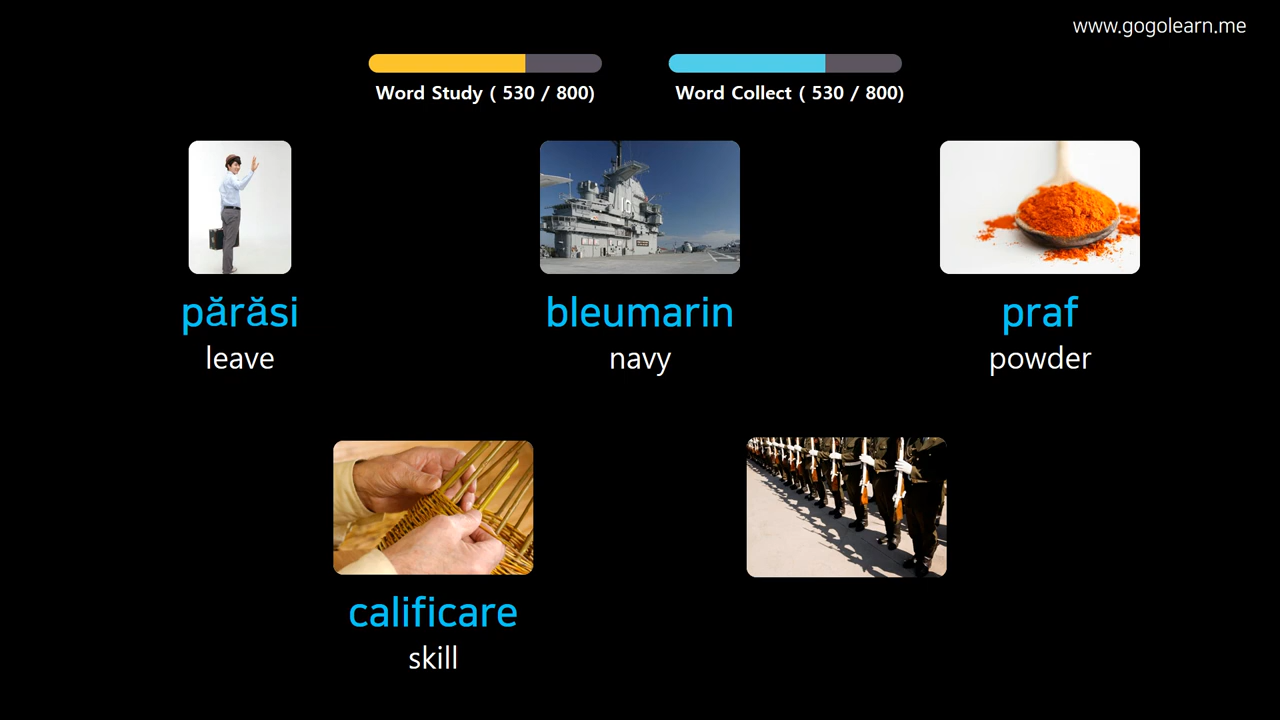 www.gogolearn.me
Word Study ( 530 / 800)
Word Collect ( 530 / 800)
părăsi
leave
bleumarin
navy
praf
powder
calificare
skill